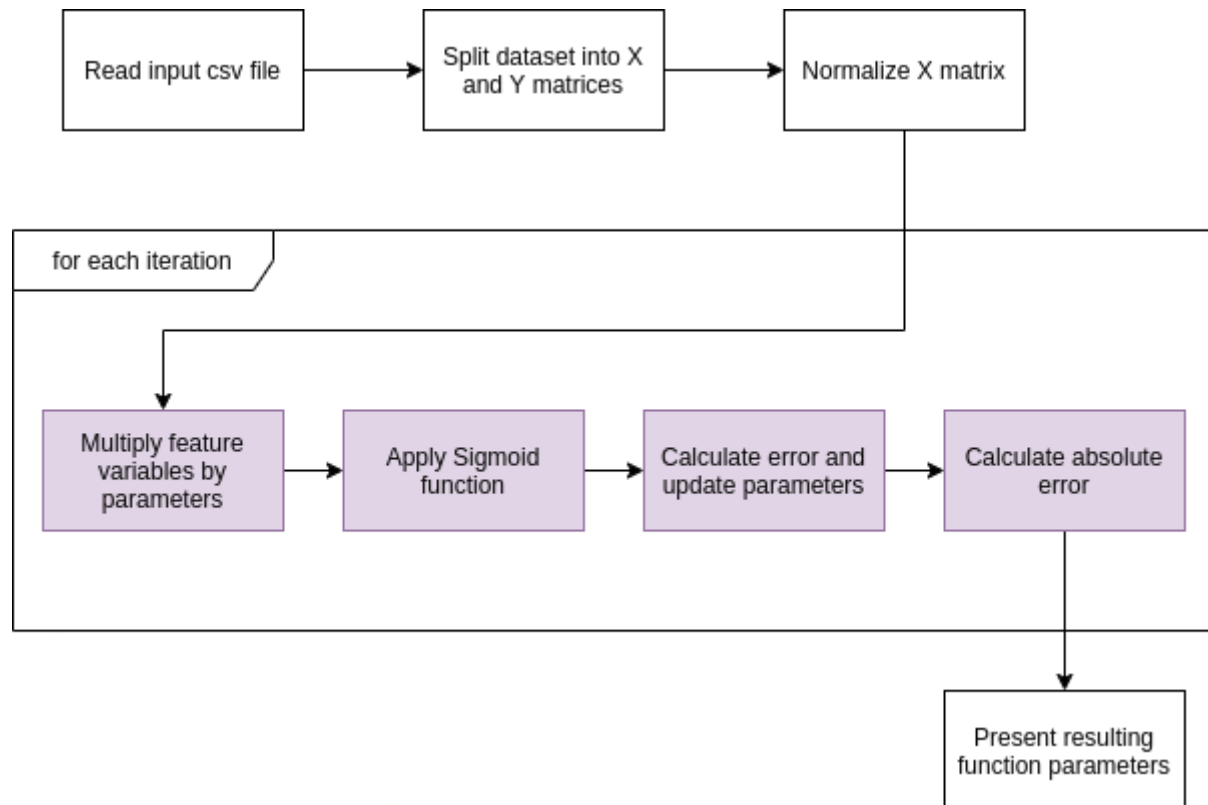 Read input csv file
Split dataset into X
and Y matrices
Normalize X matrix
for each iteration
Multiply feature
variables by
parameters
Apply Sigmoid
function
Calculate error and
update parameters
Calculate absolute
error
Present resulting
function parameters